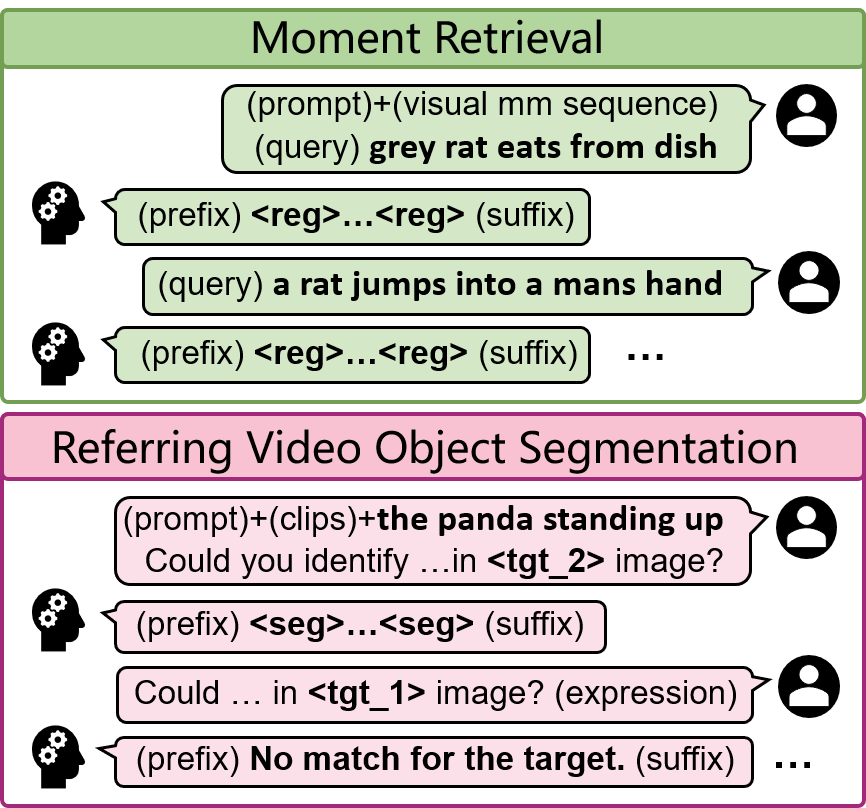 Moment Retrieval
(prompt)+(visual mm sequence)
(query) grey rat eats from dish
(prefix) <reg>...<reg> (suffix)
(query) a rat jumps into a mans hand
(prefix) <reg>...<reg> (suffix) ...
Referring Video Object Segmentation
(prompt)+(clips)+the panda standing up
Could you identify ...in <tgt_2> image?
(prefix) <seg>...<seg> (suffix)
Could ... in <tgt_1> image? (expression)
(prefix) No match for the target. (suffix) ...